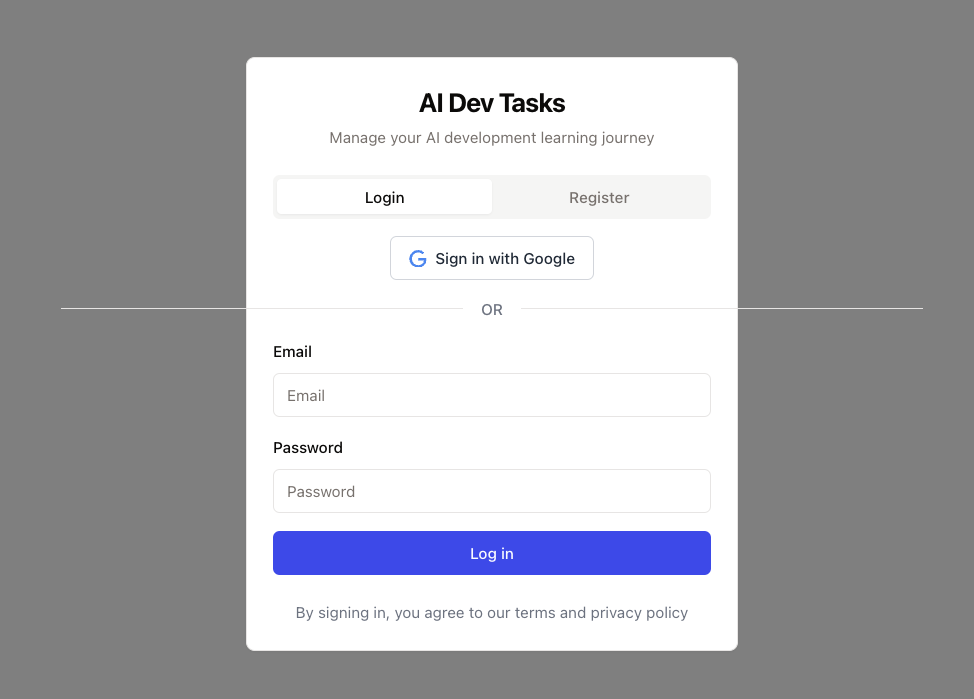 AI Dev Tasks
Manage your AI development learning journey
Login Register
Sign in with Google
OR
Email
Email
Password
Password
Log in
By signing in, you agree to our terms and privacy policy